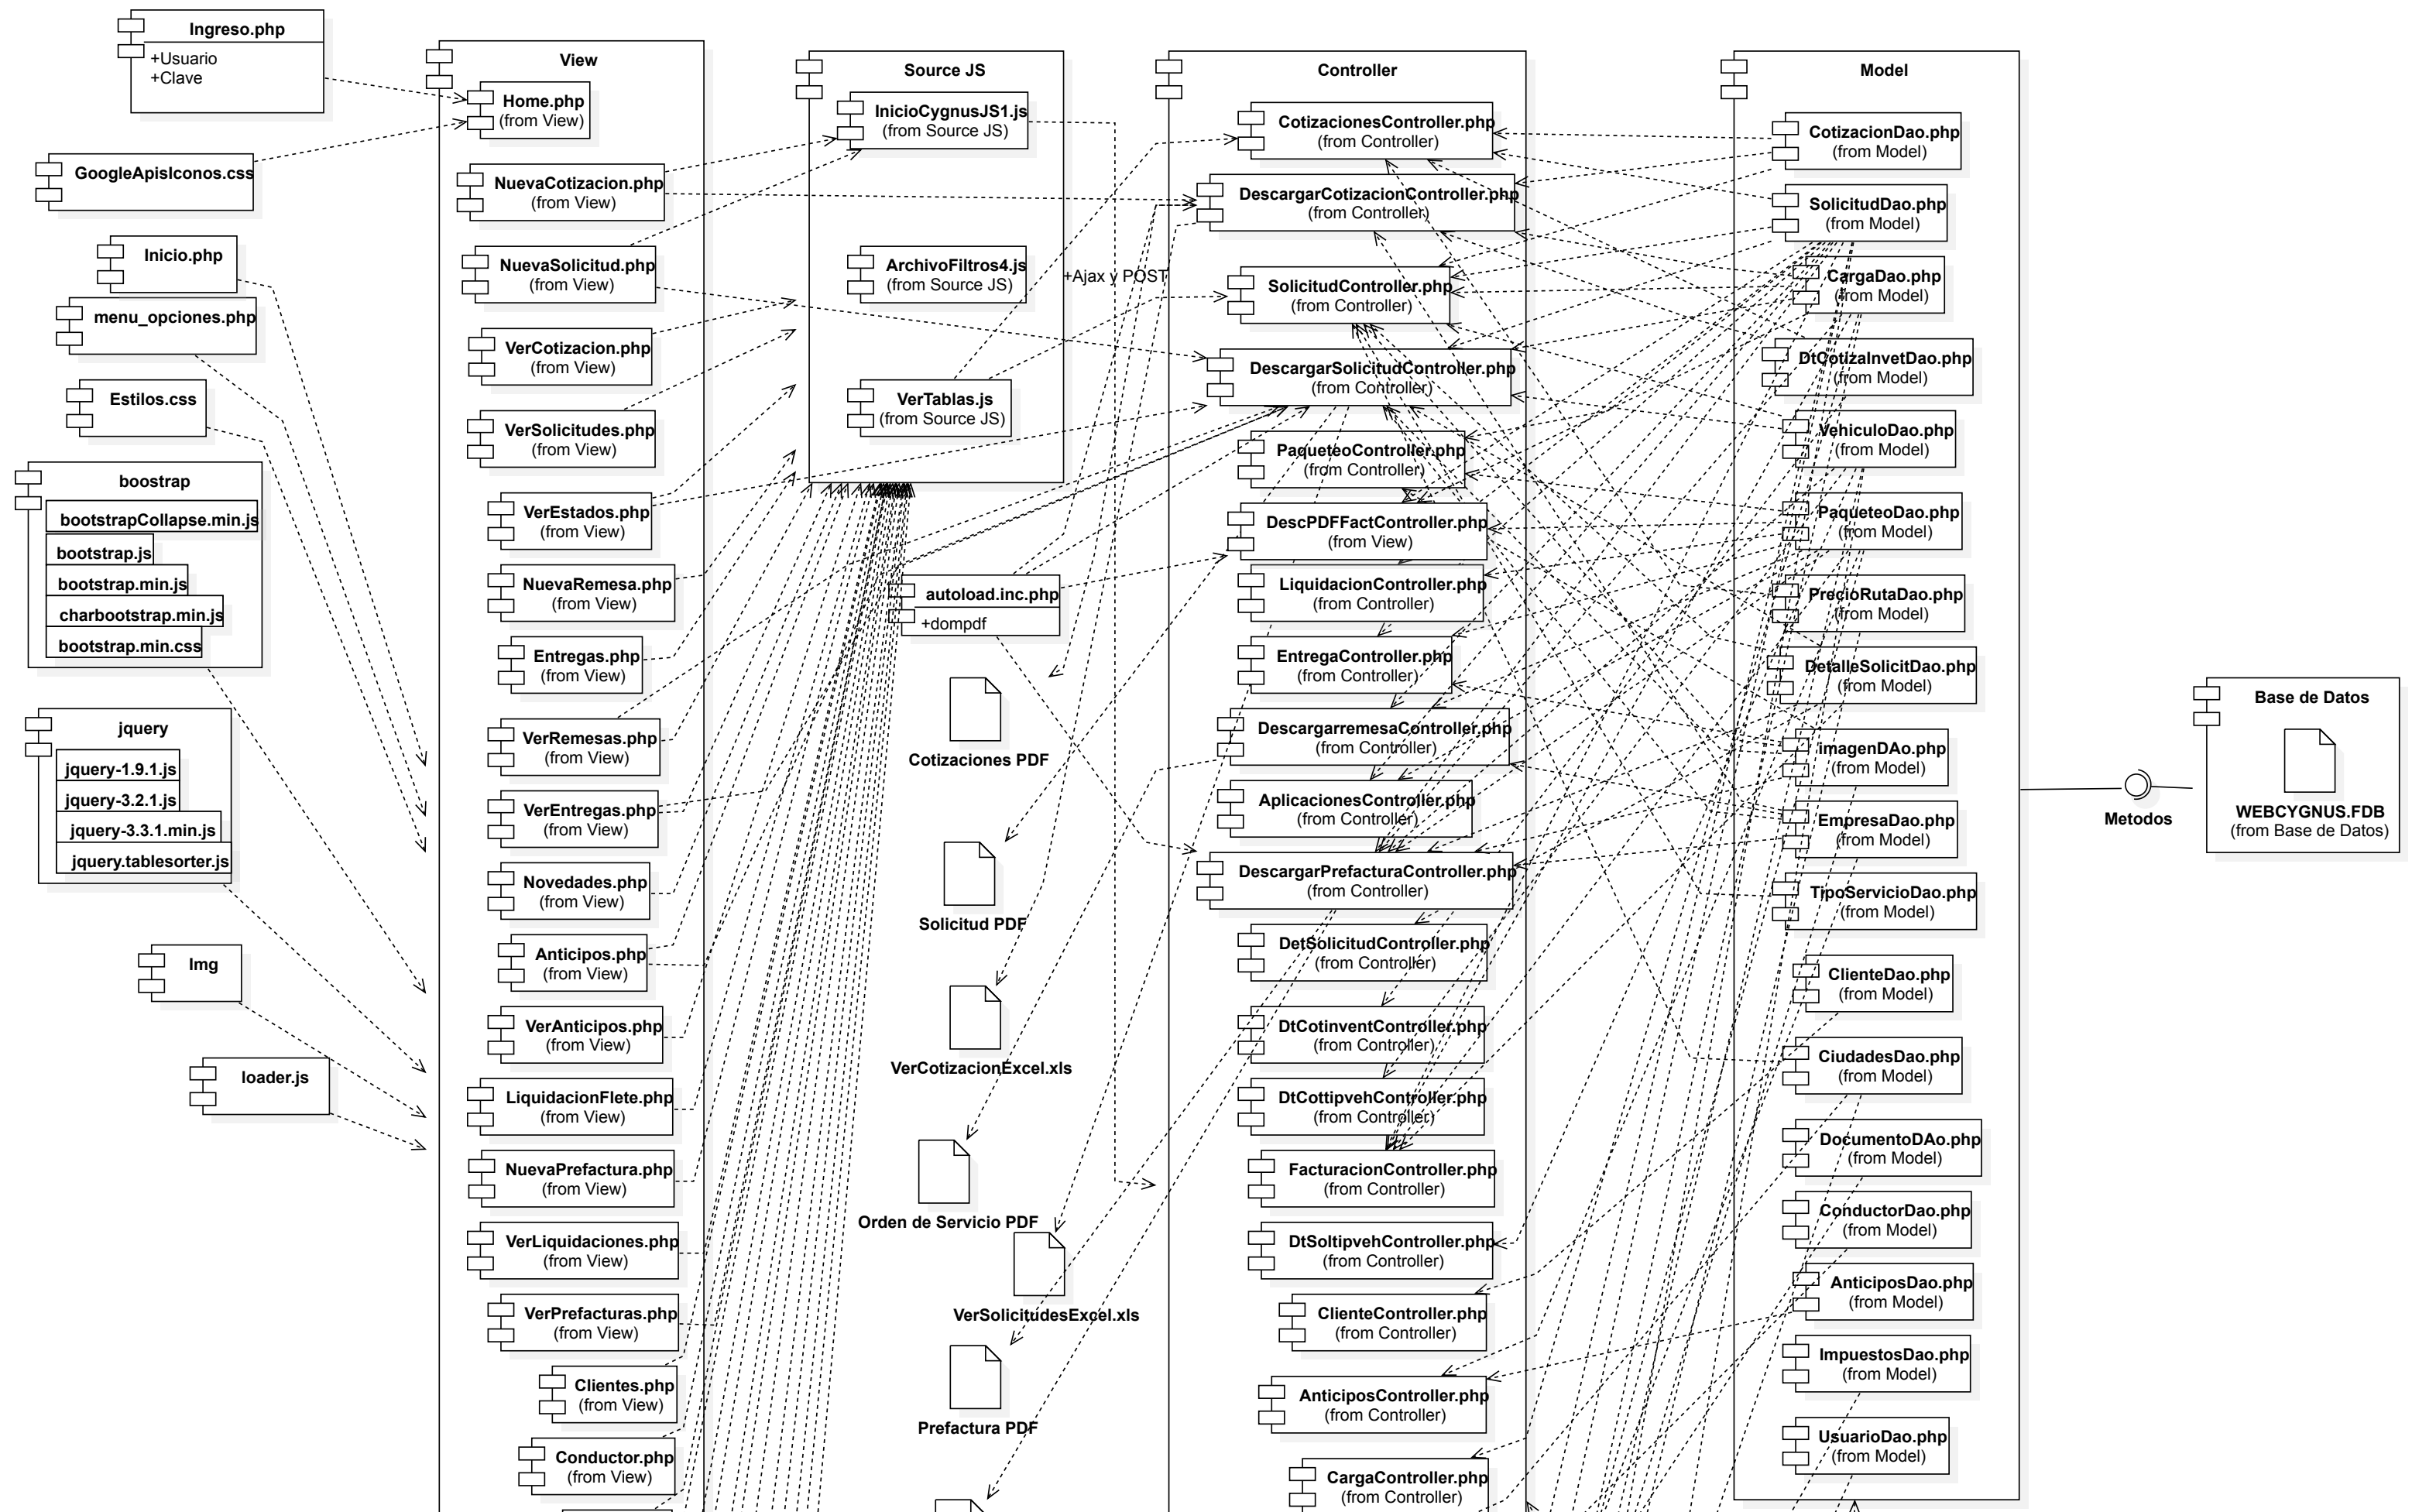 Ingreso.php
+Usuario
+Clave
GoogleApisIconos.css
Inicio.php
menu_opciones.php
Estilos.css
boostrap
bootstrapCollapse.min.js
bootstrap.js
bootstrap.min.js
charbootstrap.min.js
bootstrap.min.css
jquery
jquery-1.9.1.js
jquery-3.2.1.js
jquery-3.3.1.min.js
jquery.tablesorter.js
Img
loader.js
View
Home.php
(from View)
NuevaCotizacion.php
(from View)
NuevaSolicitud.php
(from View)
VerCotizacion.php
(from View)
VerSolicitudes.php
(from View)
VerEstados.php
(from View)
NuevaRemesa.php
(from View)
Entregas.php
(from View)
VerRemesas.php
(from View)
VerEntregas.php
(from View)
Novedades.php
(from View)
Anticipos.php
(from View)
VerAnticipos.php
(from View)
LiquidacionFlete.php
(from View)
NuevaPrefactura.php
(from View)
VerLiquidaciones.php
(from View)
VerPrefacturas.php
(from View)
Clientes.php
(from View)
Conductor.php
(from View)
Source JS
InicioCygnusJS1.js
(from Source JS)
ArchivoFiltros4.js
(from Source JS)
VerTablas.js
(from Source JS)
+Ajax y POST
autoload.inc.php
+dompdf
Cotizaciones PDF
Solicitud PDF
VerCotizacionExcel.xls
Orden de Servicio PDF
VerSolicitudesExcel.xls
Prefactura PDF
Controller
CotizacionesController.php
(from Controller)
DescargarCotizacionController.php
(from Controller)
SolicitudController.php
(from Controller)
DescargarSolicitudController.php
(from Controller)
PaqueteoController.php
(from Controller)
DescPDFFactController.php
(from View)
LiquidacionController.php
(from Controller)
EntregaController.php
(from Controller)
DescargarremesaController.php
(from Controller)
AplicacionesController.php
(from Controller)
DescargarPrefacturaController.php
(from Controller)
DetSolicitudController.php
(from Controller)
DtCotinventController.php
(from Controller)
DtCottipvehController.php
(from Controller)
FacturacionController.php
(from Controller)
DtSoltipvehController.php
(from Controller)
ClienteController.php
(from Controller)
AnticiposController.php
(from Controller)
CargaController.php
(from Controller)
Model
CotizacionDao.php
(from Model)
SolicitudDao.php
(from Model)
CargaDao.php
(from Model)
DtCotizaInvetDao.php
(from Model)
VehiculoDao.php
(from Model)
PaqueteoDao.php
(from Model)
PrecioRutaDao.php
(from Model)
DetalleSolicitDao.php
(from Model)
imagenDAo.php
(from Model)
EmpresaDao.php
(from Model)
TipoServicioDao.php
(from Model)
ClienteDao.php
(from Model)
CiudadesDao.php
(from Model)
DocumentoDAo.php
(from Model)
ConductorDao.php
(from Model)
AnticiposDao.php
(from Model)
ImpuestosDao.php
(from Model)
UsuarioDao.php
(from Model)
Metodos
Base de Datos
WEBCYGNUS.FDB
(from Base de Datos)